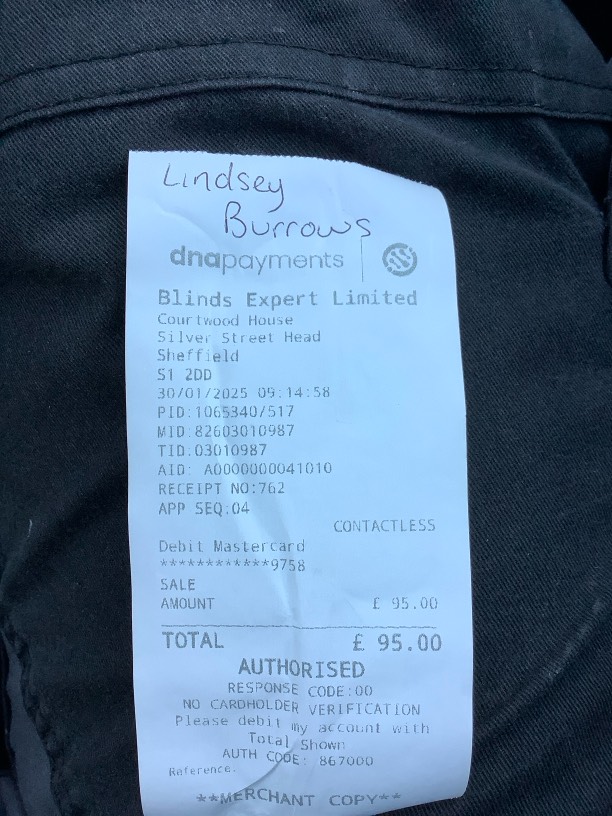 Lindsey
Burrows
dnapayments
Blinds Expert Limited
Courtwood House
Silver Street Head
Sheffield
S1 2DD
30/01/2025 09:14:58
PID:1065340/517
MID:82603010987
TID:03010987
AID: A0000000041010
RECEIPT NO:762
APP SEQ.04
CONTACTLESS
Debit Mastercard
************9758
SALE
AMOUNT £ 95.00
TOTAL £ 95.00
AUTHORISED
RESPONSE CODE:00
NO CARDHOLDER VERIFICATION
Please debit my account with
Total Shown
AUTH CODE: 867000
Reference.
**MERCHANT COPY**